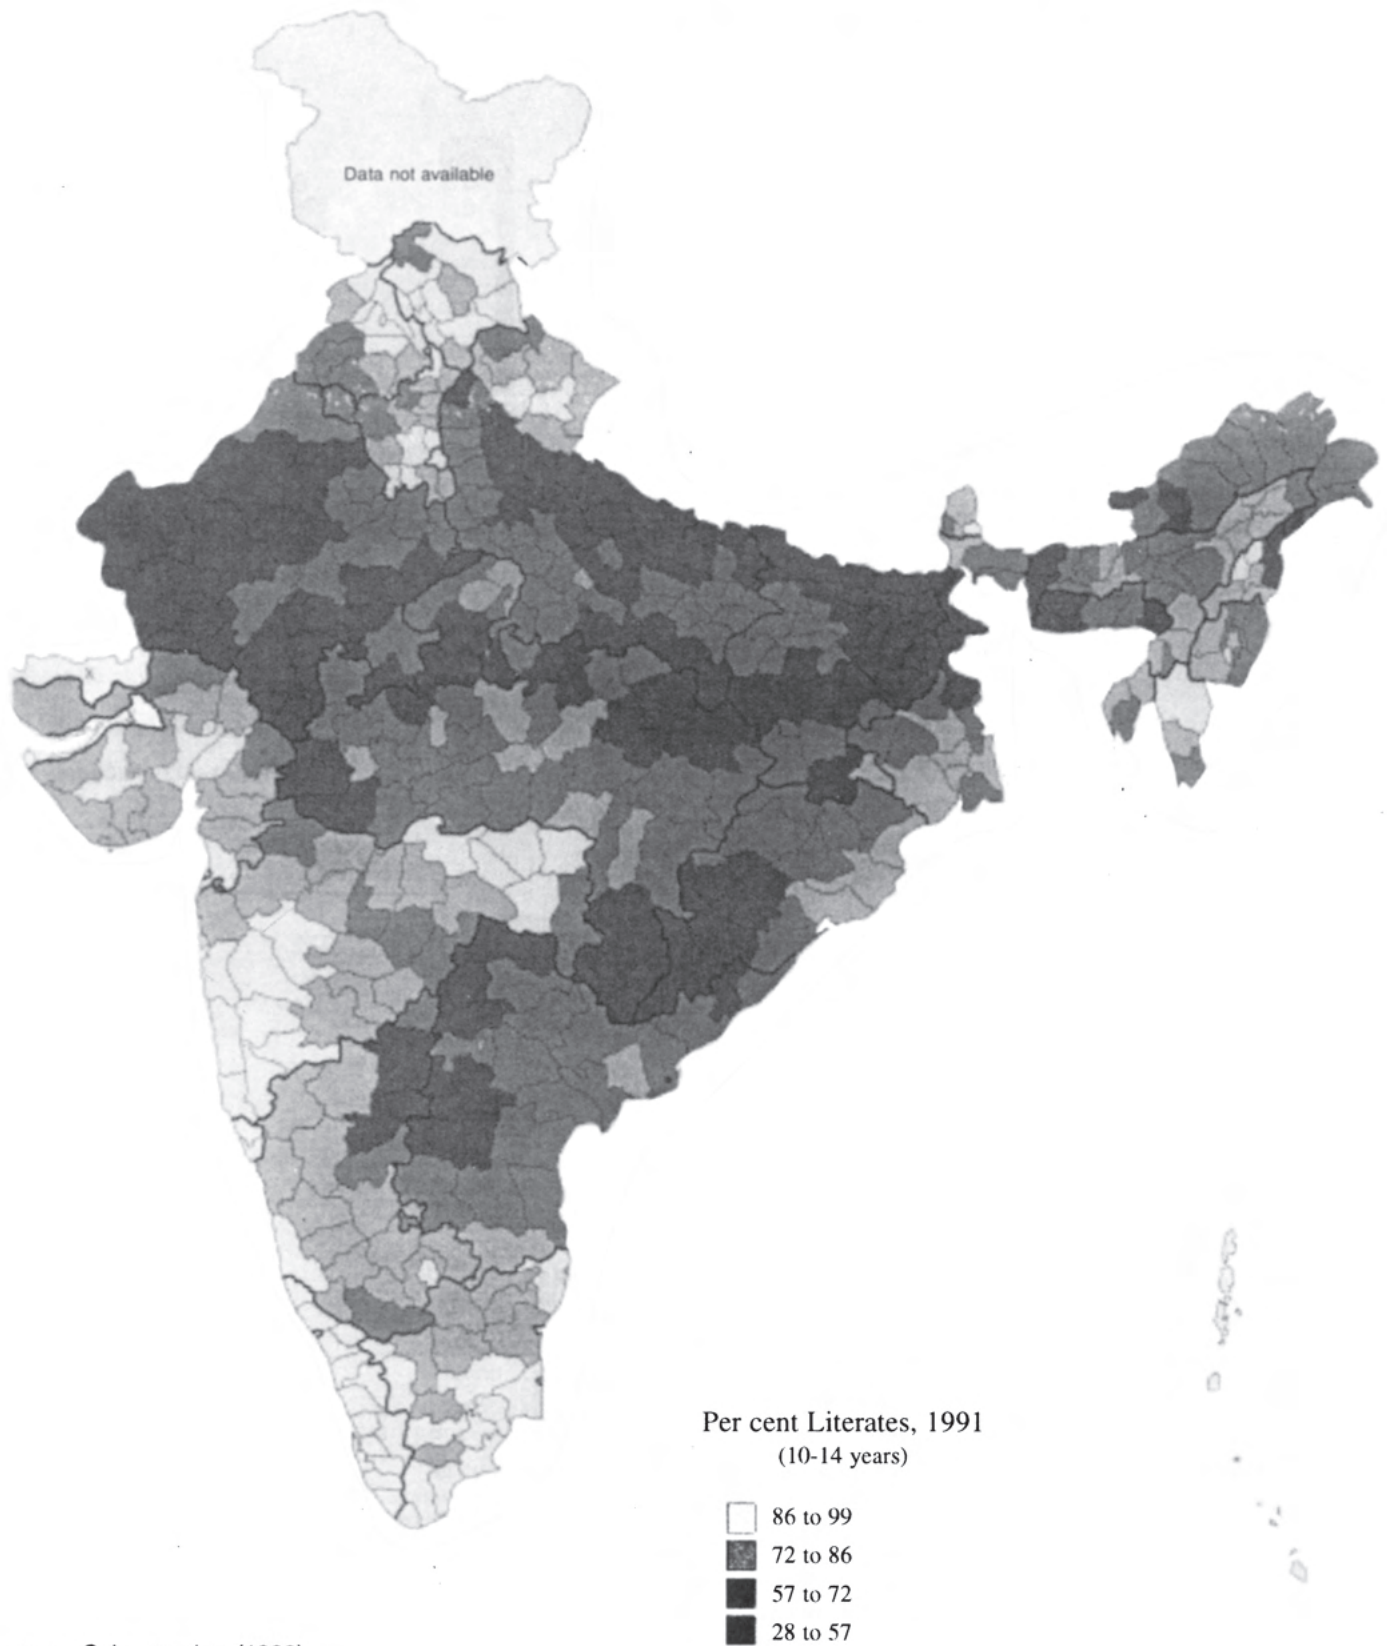 Data not available
x
Per cent Literates, 1991
(10-14 years)
86 to 99
72 to 86
57 to 72
28 to 57